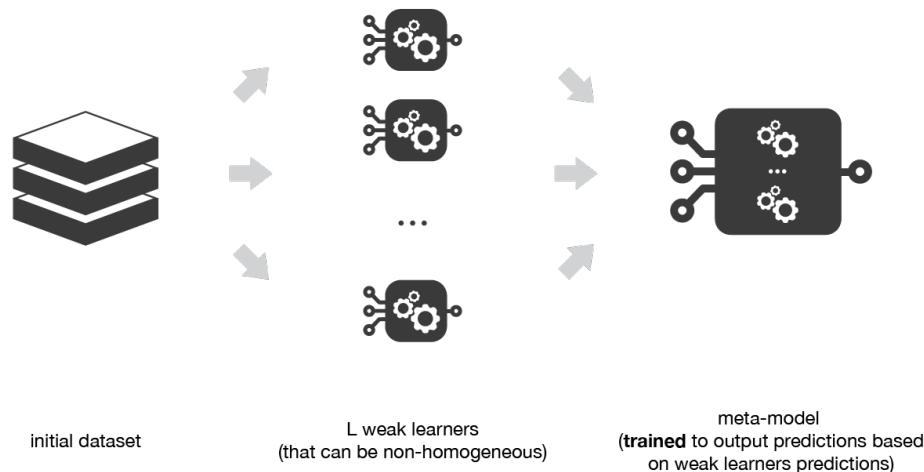 initial dataset
L weak learners
(that can be non-homogeneous)
meta-model
(trained to output predictions based
on weak learners predictions)